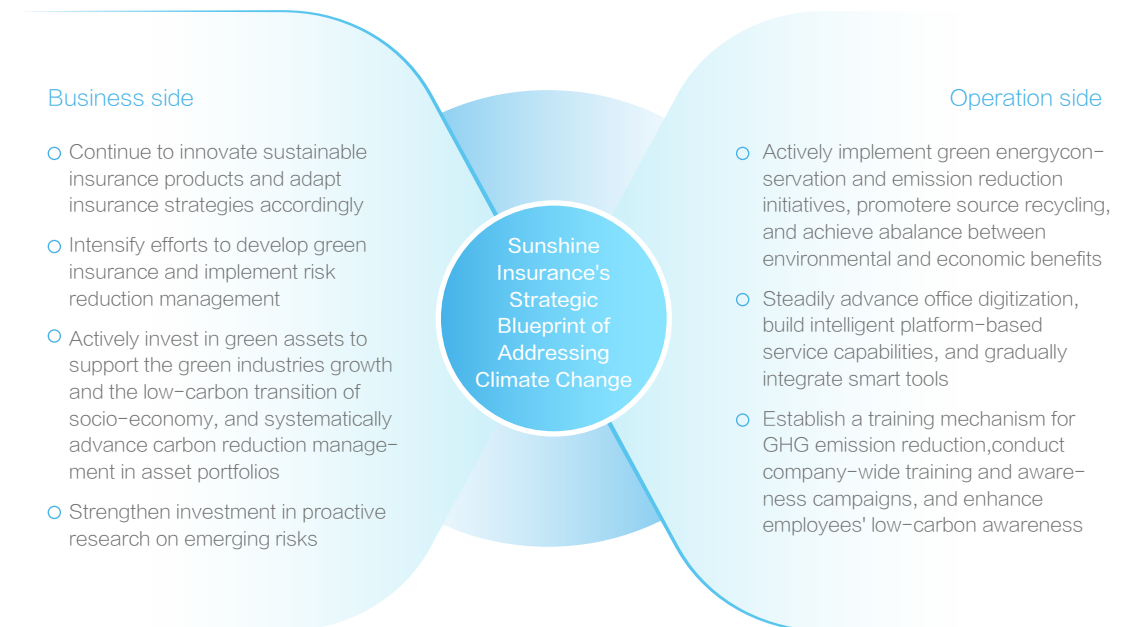 Business side
Continue to innovate sustainable
insurance products and adapt
insurance strategies accordingly
Intensify efforts to develop green
insurance and implement risk
reduction management
Actively invest in green assets to
support the green industries growth
and the low-carbon transition of
socio-economy, and systematically
advance carbon reduction manage-
ment in asset portfolios
Strengthen investment in proactive
research on emerging risks
Sunshine
Insurance's
Strategic
Blueprint of
Addressing
Climate Change
Operation side
Actively implement green energycon-
servation and emission reduction
initiatives, promotere source recycling,
and achieve abalance between
environmental and economic benefits
Steadily advance office digitization,
build intelligent platform-based
service capabilities, and gradually
integrate smart tools
Establish a training mechanism for
GHG emission reduction,conduct
company-wide training and aware-
ness campaigns, and enhance
employees' low-carbon awareness